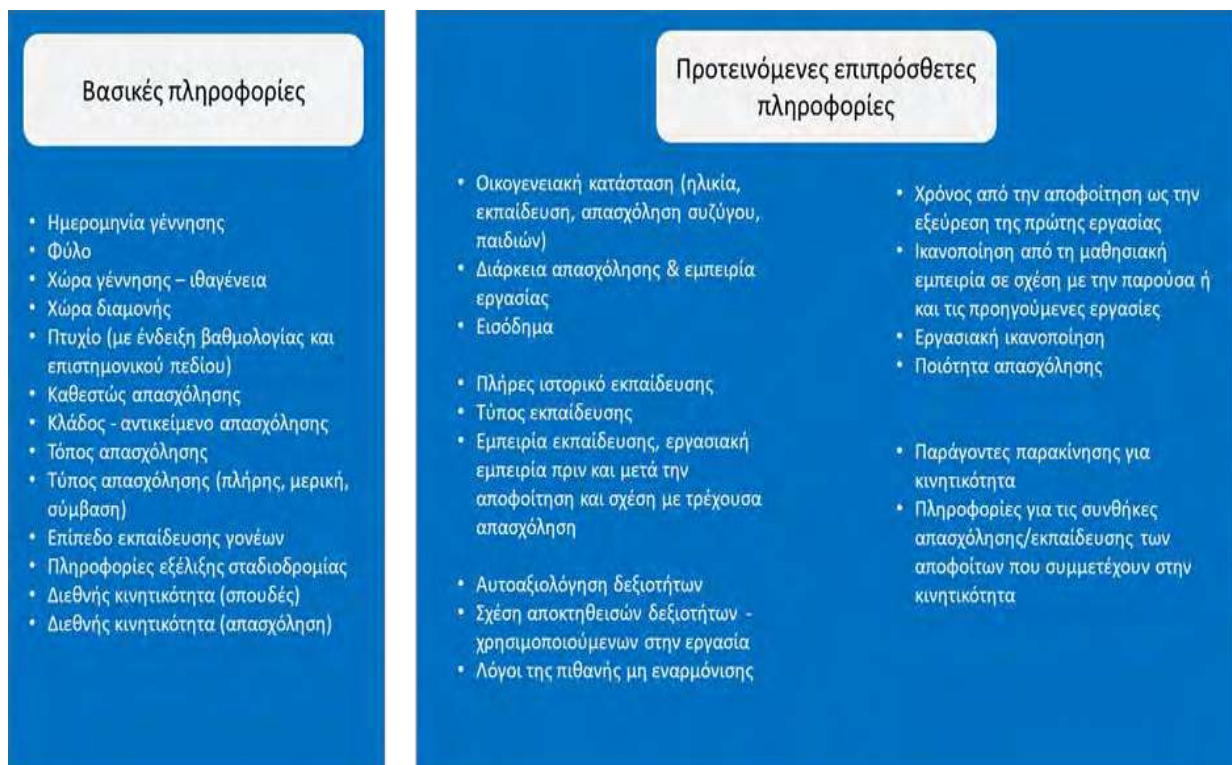 Βασικές πληροφορίες
• Ημερομηνία γέννησης
• Φύλο
• Χώρα γέννησης – ιθαγένεια
• Χώρα διαμονής
• Πτυχίο (με ένδειξη βαθμολογίας και
επιστημονικού πεδίου)
• Καθεστώς απασχόλησης
• Κλάδος - αντικείμενο απασχόλησης
• Τόπος απασχόλησης
• Τύπος απασχόλησης (πλήρης, μερική,
σύμβαση)
• Επίπεδο εκπαίδευσης γονέων
• Πληροφορίες εξέλιξης σταδιοδρομίας
• Διεθνής κινητικότητα (σπουδές)
• Διεθνής κινητικότητα (απασχόληση)
Προτεινόμενες επιπρόσθετες
πληροφορίες
• Οικογενειακή κατάσταση (ηλικία,
εκπαίδευση, απασχόληση συζύγου,
παιδιών)
• Διάρκεια απασχόλησης & εμπειρία
εργασίας
• Εισόδημα
• Πλήρες ιστορικό εκπαίδευσης
• Τύπος εκπαίδευσης
• Εμπειρία εκπαίδευσης, εργασιακή
εμπειρία πριν και μετά την
αποφοίτηση και σχέση με τρέχουσα
απασχόληση
• Αυτοαξιολόγηση δεξιοτήτων
• Σχέση αποκτηθεισών δεξιοτήτων -
χρησιμοποιούμενων στην εργασία
• Λόγοι της πιθανής μη εναρμόνισης
• Χρόνος από την αποφοίτηση ως την
εξεύρεση της πρώτης εργασίας
• Ικανοποίηση από τη μαθησιακή
εμπειρία σε σχέση με την παρούσα ή
και τις προηγούμενες εργασίες
• Εργασιακή ικανοποίηση
• Ποιότητα απασχόλησης
• Παράγοντες παρακίνησης για
κινητικότητα
• Πληροφορίες για τις συνθήκες
απασχόλησης/εκπαίδευσης των
αποφοίτων που συμμετέχουν στην
κινητικότητα